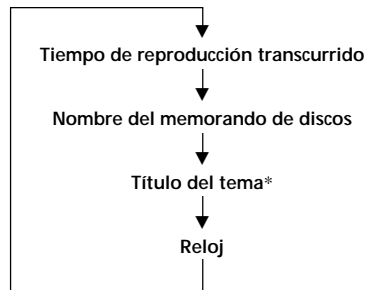 Tiempo de reproducción transcurrido
Nombre del memorando de discos
Título del tema*
Reloj